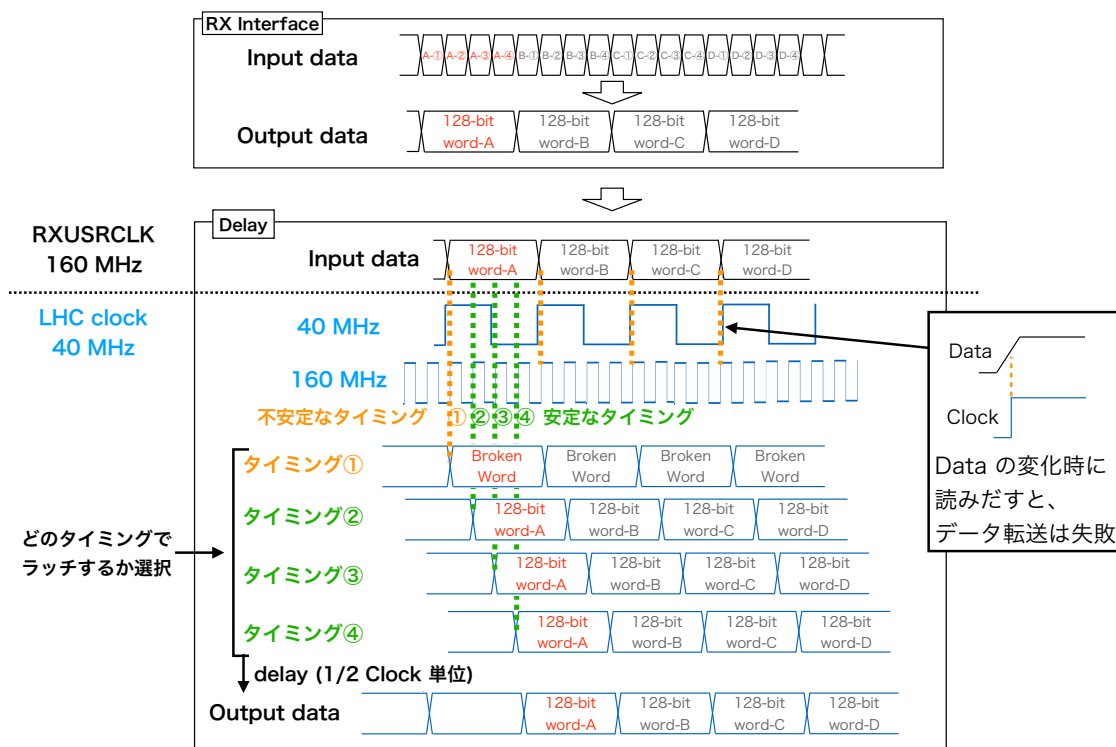 RX Interface
Input data
A-① A-② A-③ A-④ B-① B-② B-③ B-④ C-① C-② C-③ C-④ D-① D-② D-③ D-④
Output data
128-bit word-A
128-bit word-B
128-bit word-C
128-bit word-D
RXUSRCLK
160 MHz
Delay
Input data
128-bit word-A
128-bit word-B
128-bit word-C
128-bit word-D
LHC clock
40 MHz
40 MHz
160 MHz
不安定なタイミング ① ② ③ ④ 安定なタイミング
Data
Clock
Data の変化時に
読みだすと、
データ転送は失敗
タイミング①
Broken Word
Broken Word
Broken Word
Broken Word
タイミング②
128-bit word-A
128-bit word-B
128-bit word-C
128-bit word-D
どのタイミングで
ラッチするか選択
タイミング③
128-bit word-A
128-bit word-B
128-bit word-C
128-bit word-D
タイミング④
128-bit word-A
128-bit word-B
128-bit word-C
128-bit word-D
delay (1/2 Clock 単位)
Output data
128-bit word-A
128-bit word-B
128-bit word-C
128-bit word-D